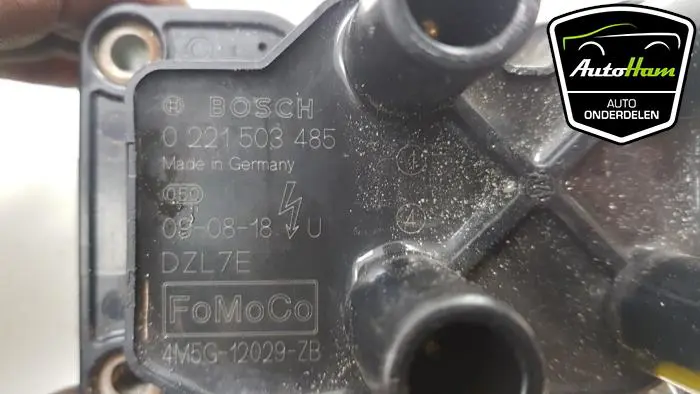 BOSCH
0 221 503 485
Made in Germany
050
09-08-18 U
DZL7E
FoMoCo
4M5G-12029-ZB
4
AutoHam
AUTO
ONDERDELEN